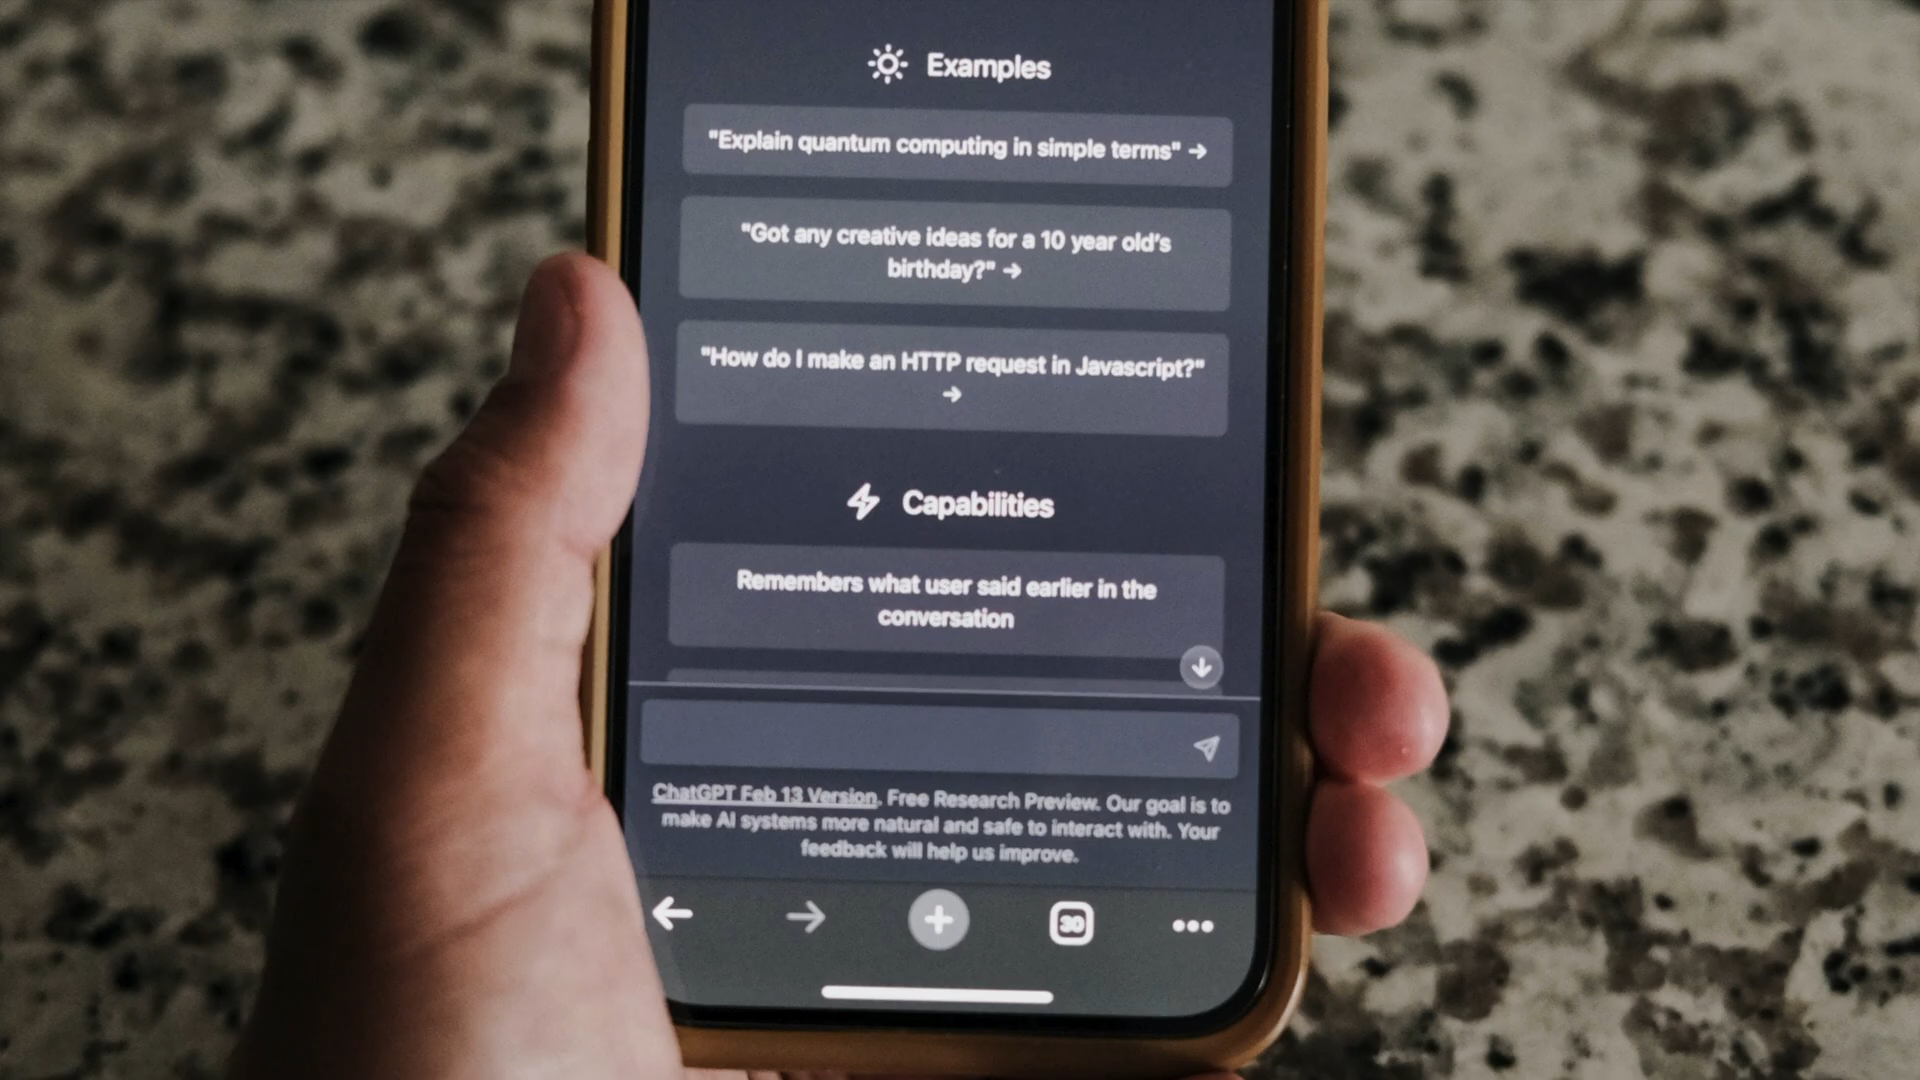 Examples
"Explain quantum computing in simple terms" →
"Got any creative ideas for a 10 year old's
birthday?" →
"How do I make an HTTP request in Javascript?"
→
Capabilities
Remembers what user said earlier in the
conversation
ChatGPT Feb 13 Version. Free Research Preview. Our goal is to
make AI systems more natural and safe to interact with. Your
feedback will help us improve.
30